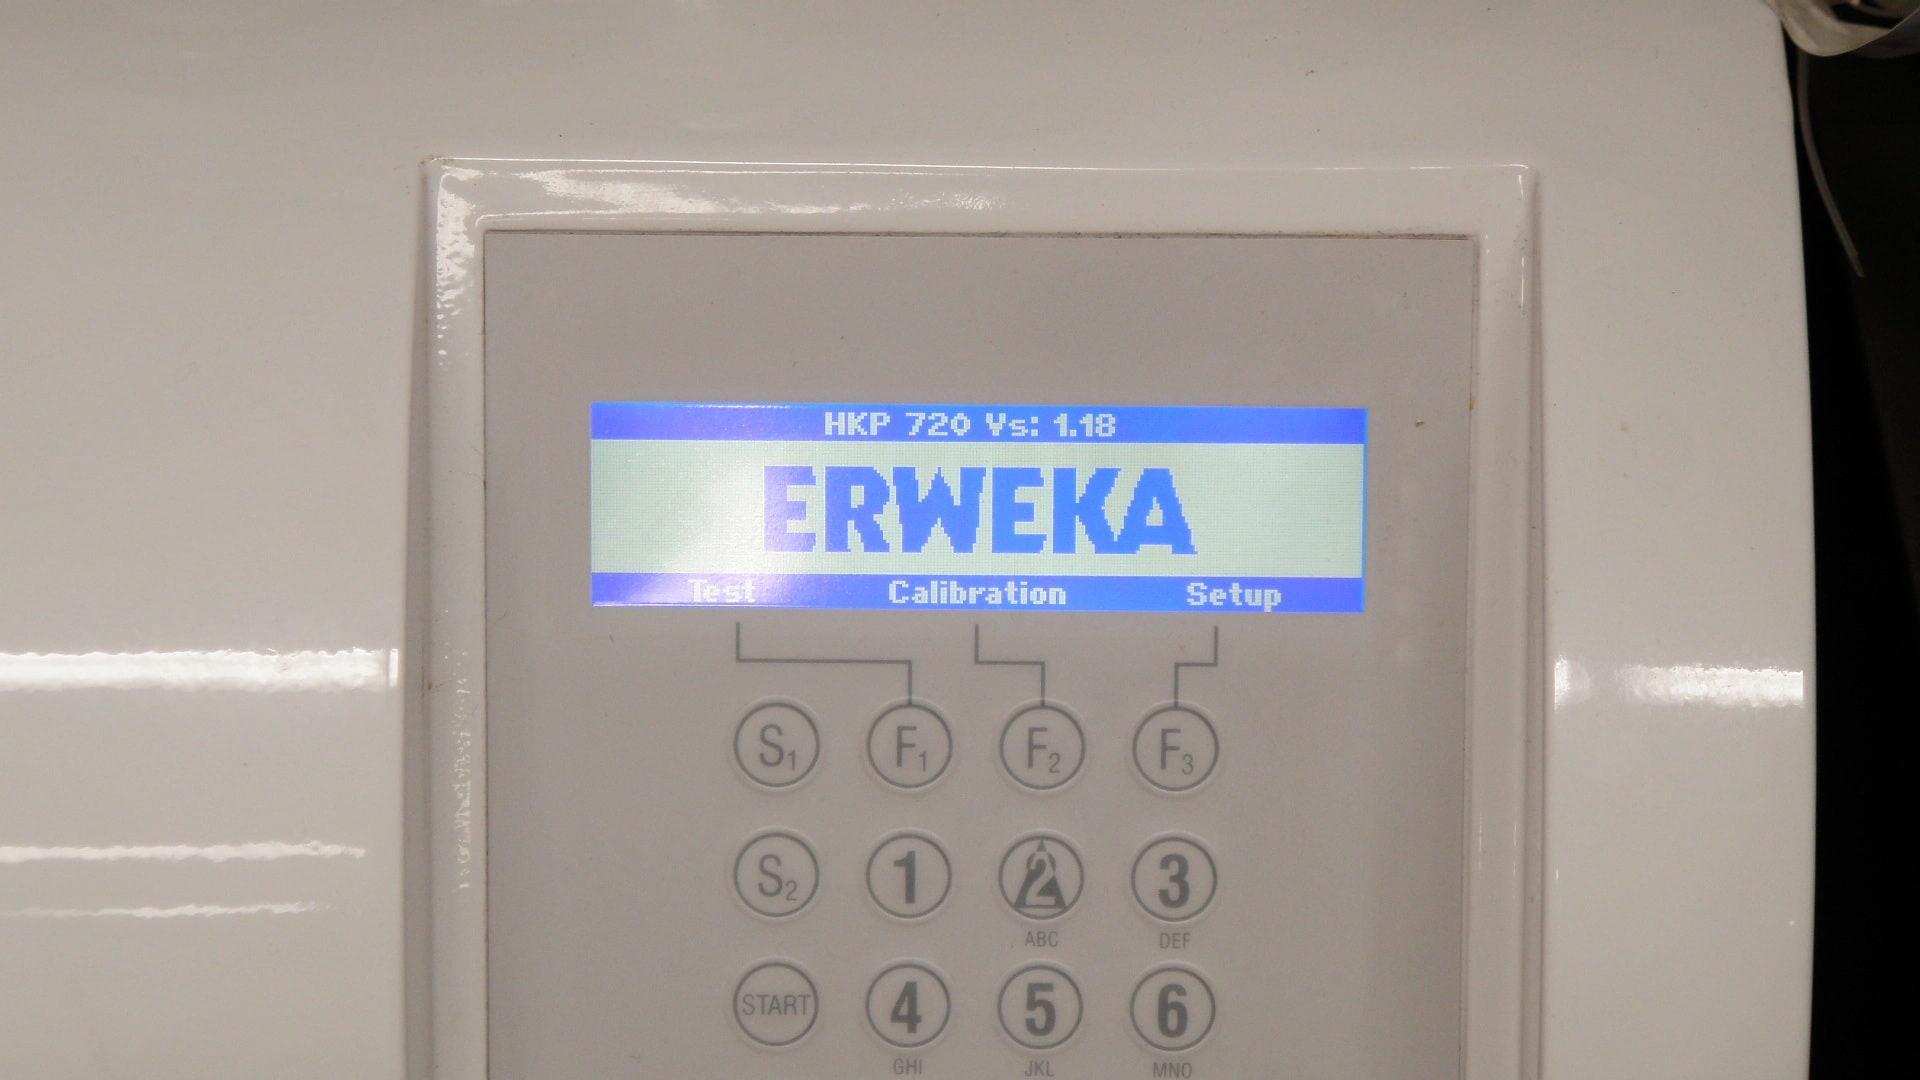 HKP 720 Vs: 1.18
ERWEKA
Test Calibration Setup
S1 F1 F2 F3
S2 1 2 3
ABC DEF
START 4 5 6
GHI JKL MNO